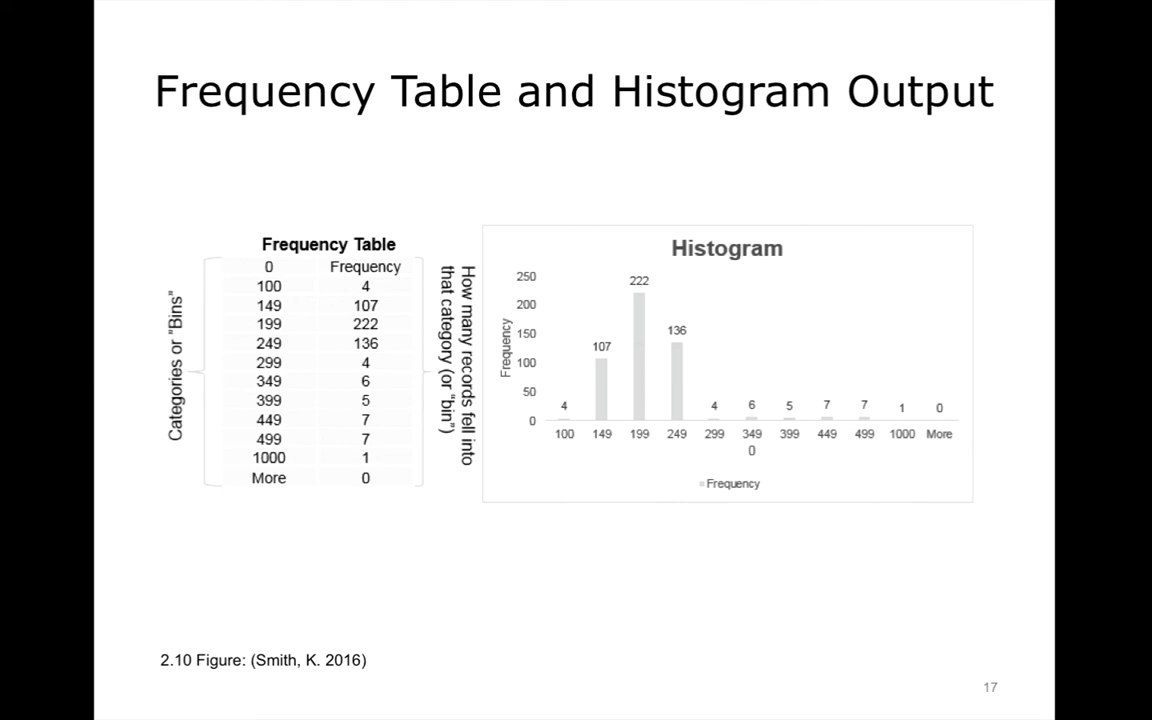 Frequency Table and Histogram Output
Categories or "Bins"
Frequency Table
0 Frequency
100 4
149 107
199 222
249 136
299 4
349 6
399 5
449 7
499 7
1000 1
More 0
How many records fell into
that category (or "bin")
Histogram
Frequency
250
200
150
100
50
0
4 107 222 136 4 6 5 7 7 1 0
100 149 199 249 299 349 399 449 499 1000 More
0
Frequency
2.10 Figure: (Smith, K. 2016)
17